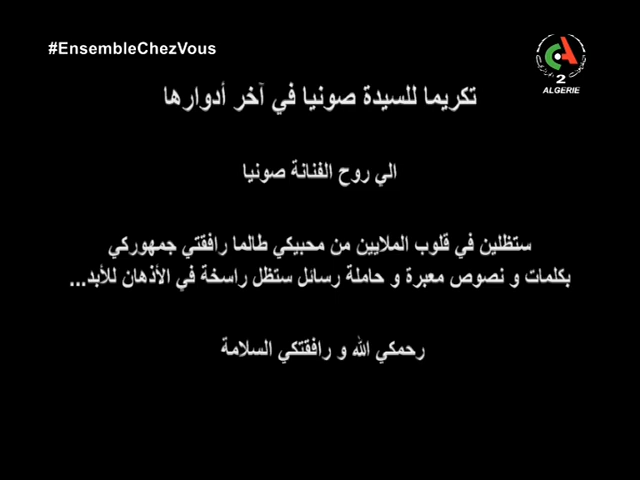 #EnsembleChezVous
2
ALGERIE
تكريما للسيدة صونيا في آخر أدوارها
الي روح الفنانة صونيا
ستظلين في قلوب الملايين من محبيكي طالما رافقتي جمهوركي
بكلمات و نصوص معبرة و حاملة رسائل ستظل راسخة في الأذهان للأبد...
رحمكي الله و رافقتكي السلامة